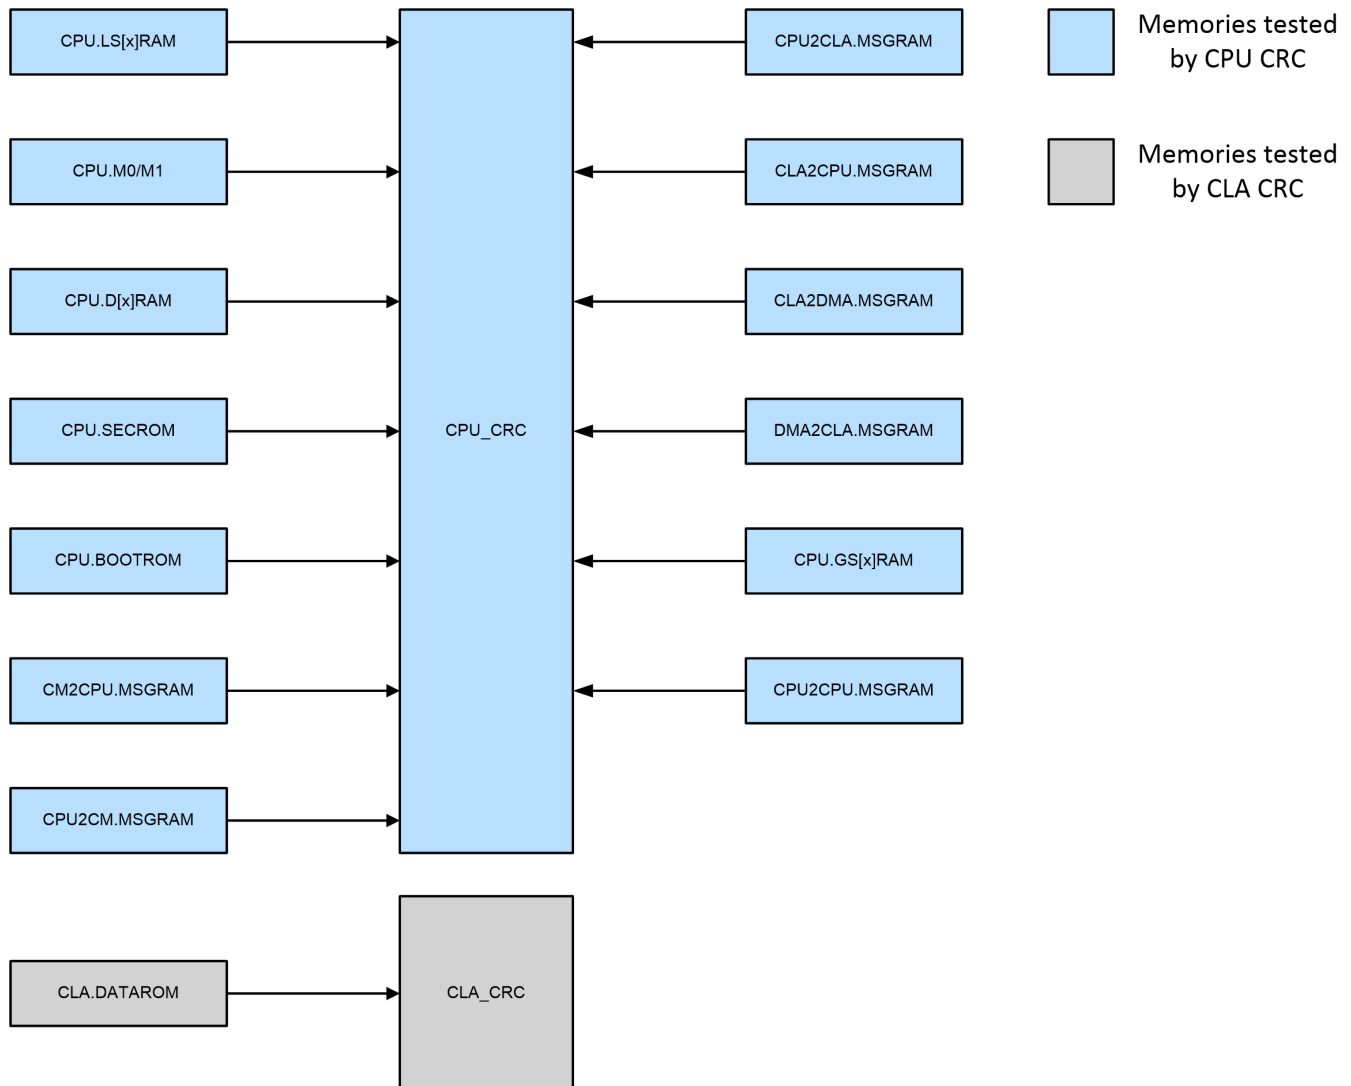 CPU.LS[x]RAM
CPU2CLA.MSGRAM
Memories tested
by CPU CRC
CPU.M0/M1
CLA2CPU.MSGRAM
Memories tested
by CLA CRC
CPU.D[x]RAM
CLA2DMA.MSGRAM
CPU.SECROM
CPU_CRC
DMA2CLA.MSGRAM
CPU.BOOTROM
CPU.GS[x]RAM
CM2CPU.MSGRAM
CPU2CPU.MSGRAM
CPU2CM.MSGRAM
CLA.DATAROM
CLA_CRC